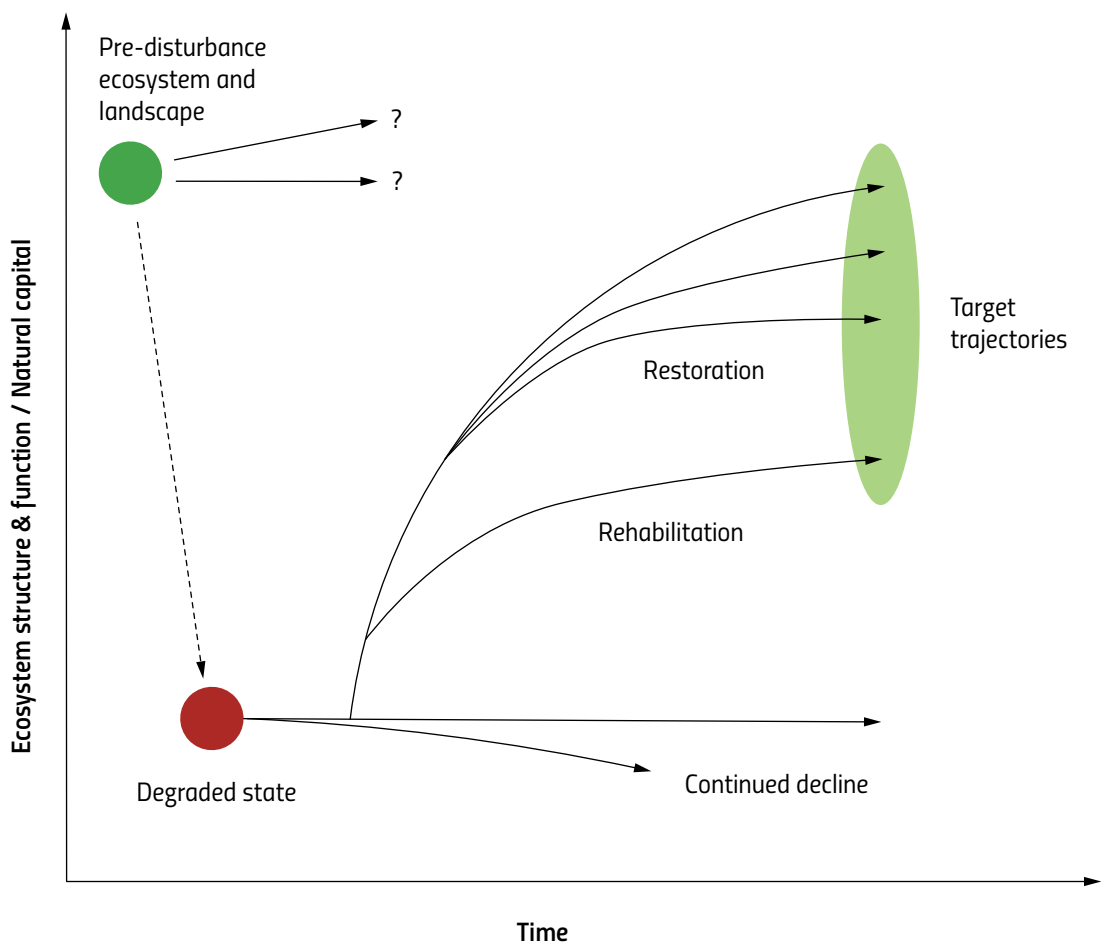 Pre-disturbance
ecosystem and
landscape
?
?
Ecosystem structure & function / Natural capital
Target
trajectories
Restoration
Rehabilitation
Degraded state
Continued decline
Time